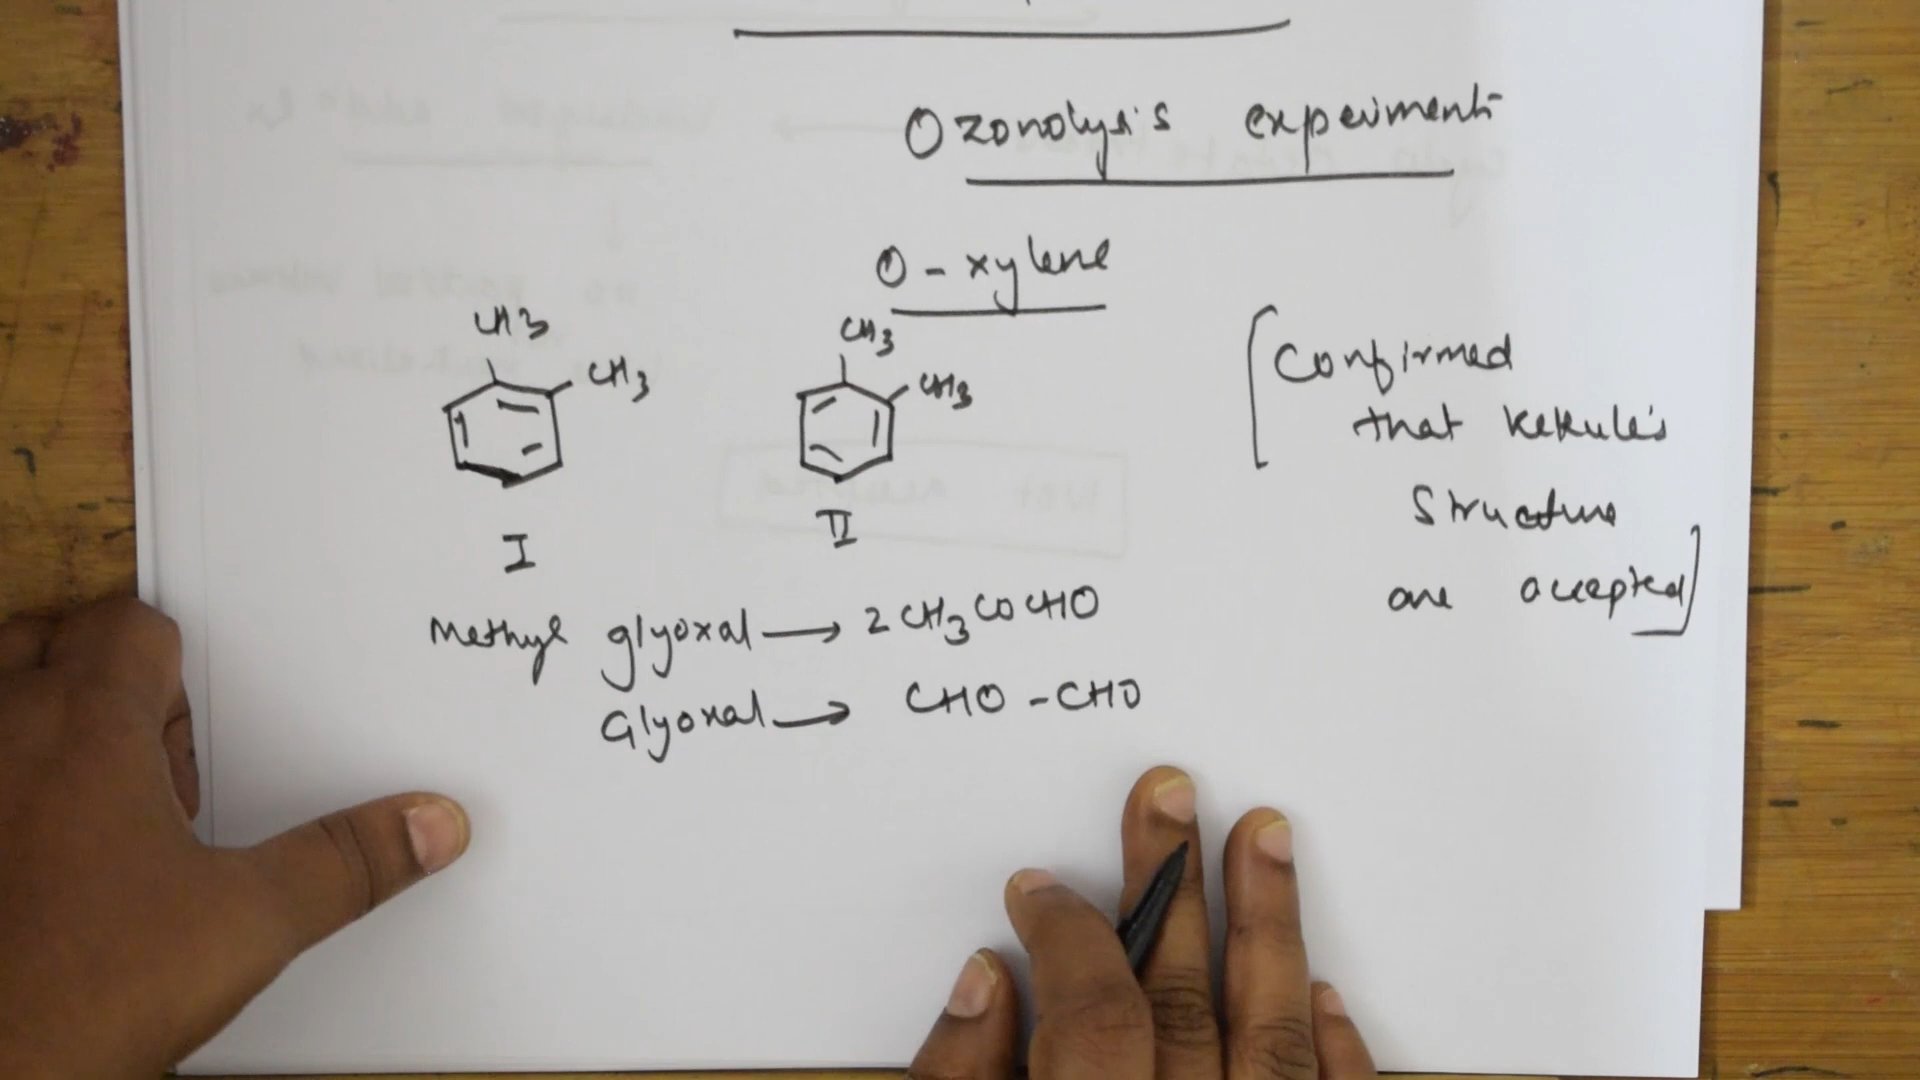 Ozonolysis experiment
O - xylene
CH3 CH3
CH3 CH3
I II
Confirmed
that Kekule's
Structure
are accepted
Methyl glyoxal → 2 CH3COCHO
Glyoxal → CHO - CHO